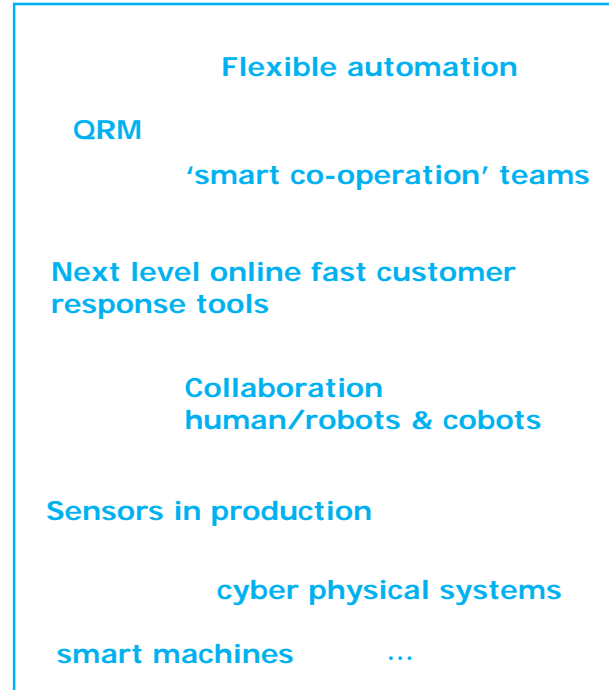 Flexible automation
QRM
‘smart co-operation’ teams
Next level online fast customer
response tools
Collaboration
human/robots & cobots
Sensors in production
cyber physical systems
smart machines ...